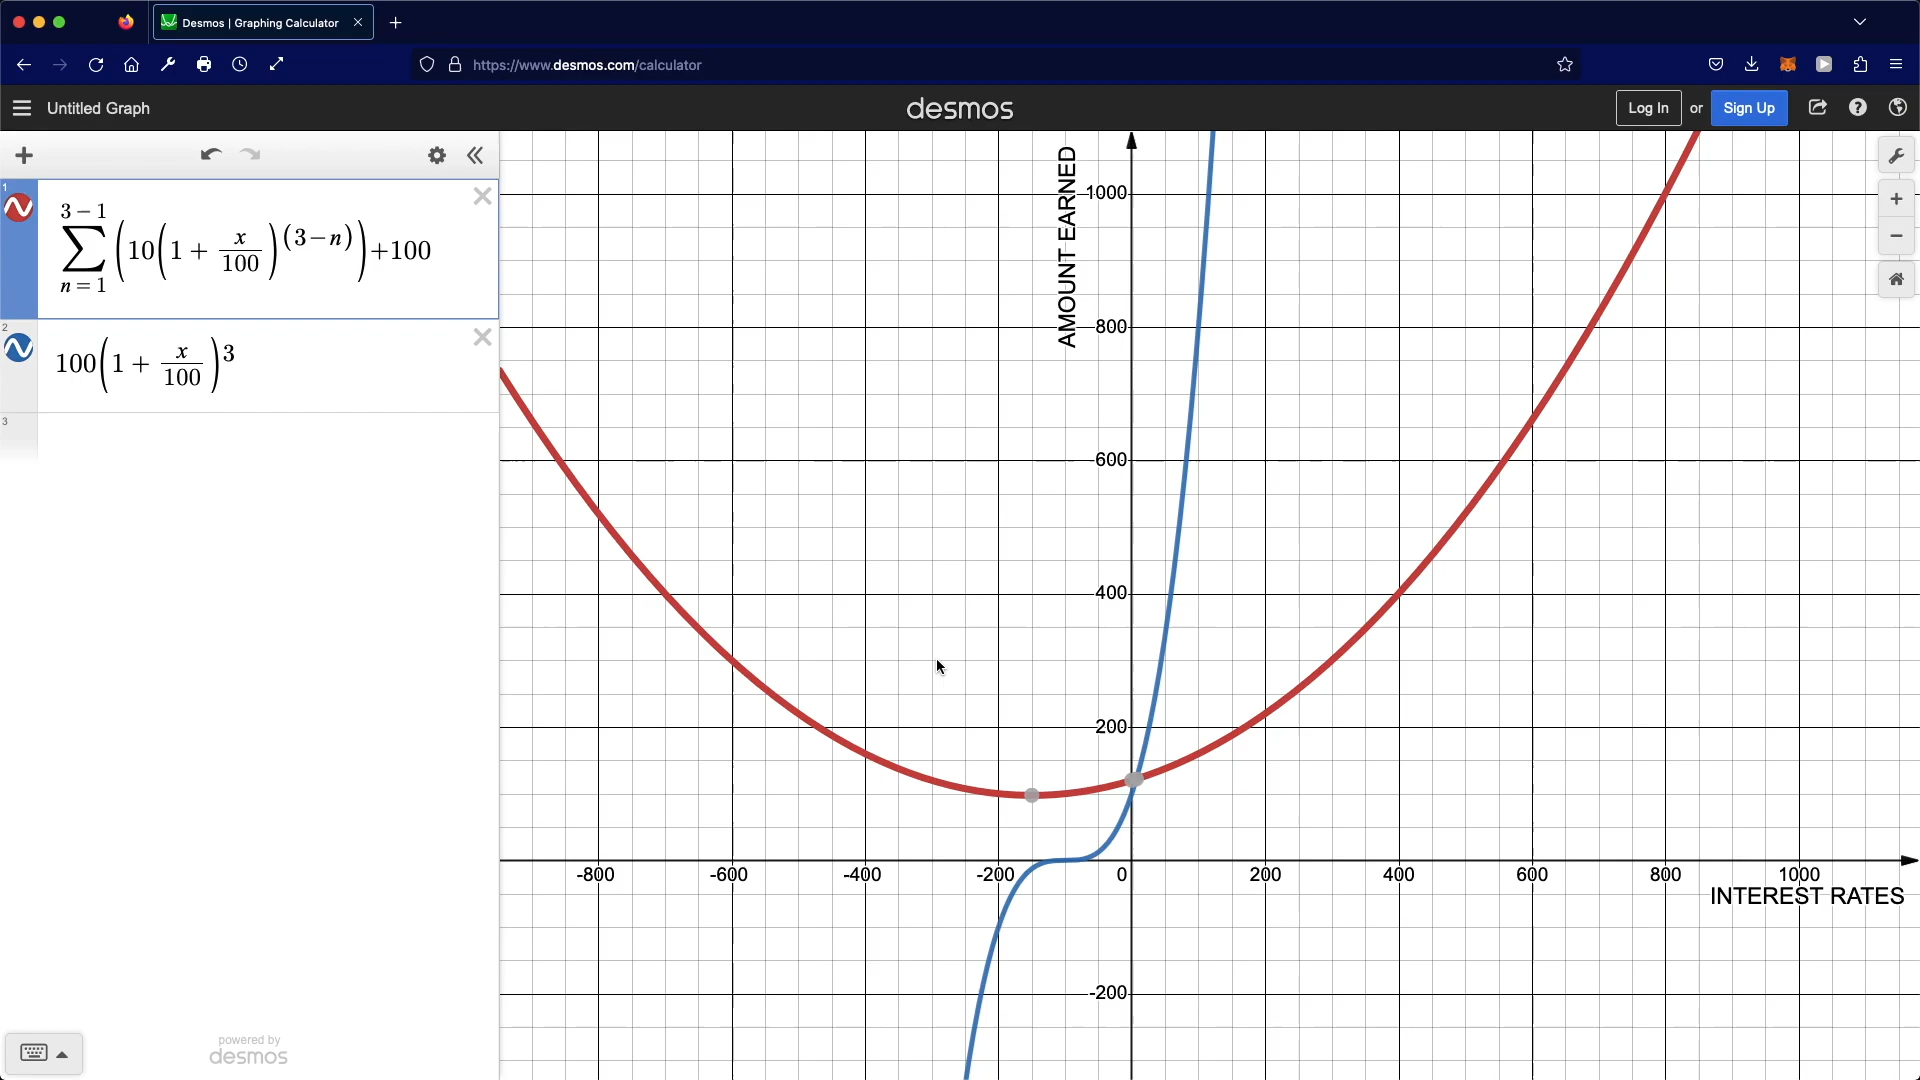 Desmos | Graphing Calculator
https://www.desmos.com/calculator
Untitled Graph
desmos
Log In or Sign Up
1
3 − 1
∑ (10(1 + x/100)^(3−n))+100
n = 1
2
100(1 + x/100)^3
3
powered by
desmos
AMOUNT EARNED
1000
800
600
400
200
-800 -600 -400 -200 0 200 400 600 800 1000
INTEREST RATES
-200